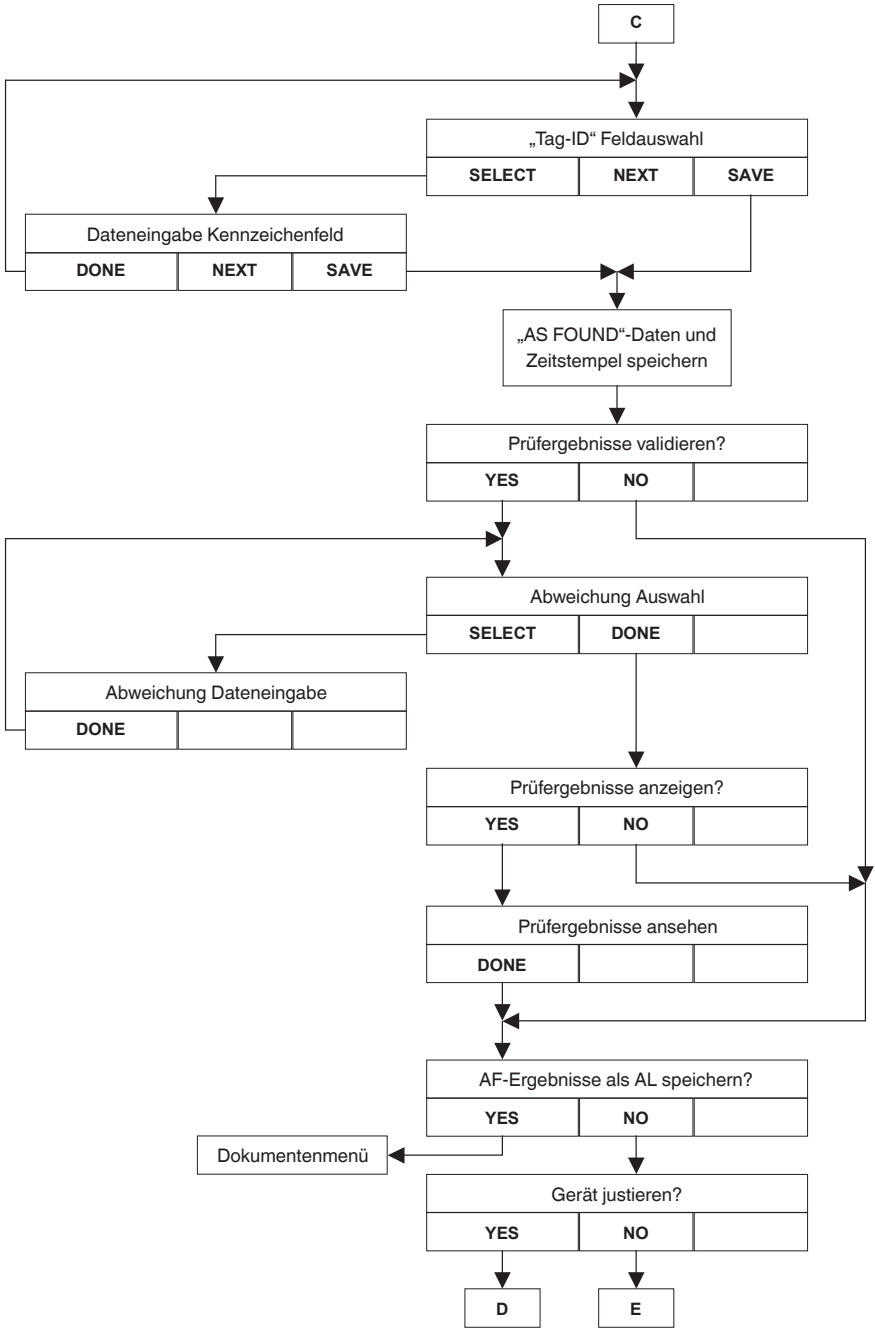 C
„Tag-ID“ Feldauswahl
SELECT NEXT SAVE
Dateneingabe Kennzeichenfeld
DONE NEXT SAVE
„AS FOUND“-Daten und
Zeitstempel speichern
Prüfergebnisse validieren?
YES NO
Abweichung Auswahl
SELECT DONE
Abweichung Dateneingabe
DONE
Prüfergebnisse anzeigen?
YES NO
Prüfergebnisse ansehen
DONE
AF-Ergebnisse als AL speichern?
YES NO
Dokumentenmenü
Gerät justieren?
YES NO
D E